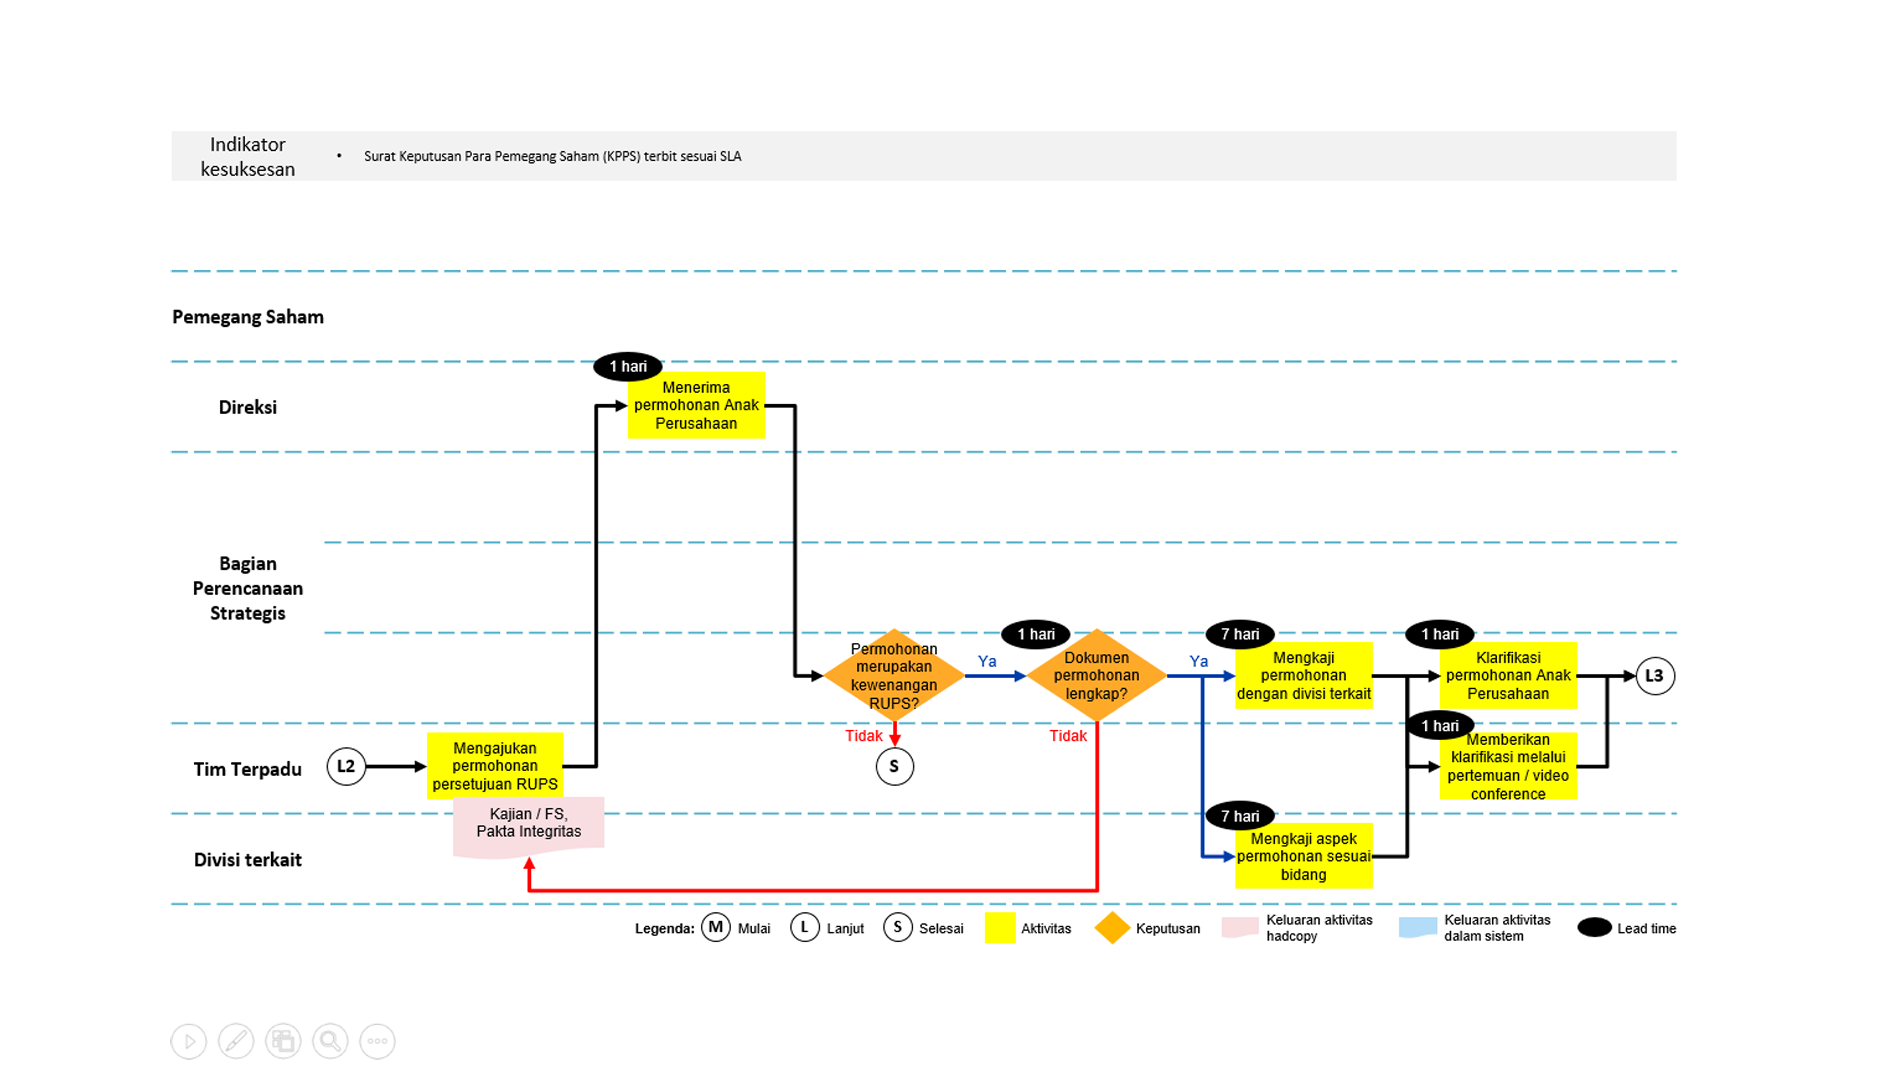 Indikator
kesuksesan
• Surat Keputusan Para Pemegang Saham (KPPS) terbit sesuai SLA
Pemegang Saham
1 hari
Direksi
Menerima
permohonan Anak
Perusahaan
Bagian
Perencanaan
Strategis
Permohonan
merupakan
kewenangan
RUPS?
Ya
Tidak
1 hari
Dokumen
permohonan
lengkap?
Ya
Tidak
7 hari
Mengkaji
permohonan
dengan divisi terkait
1 hari
Klarifikasi
permohonan Anak
Perusahaan
L3
Tim Terpadu
L2
Mengajukan
permohonan
persetujuan RUPS
S
1 hari
Memberikan
klarifikasi melalui
pertemuan / video
conference
Kajian / FS,
Pakta Integritas
Divisi terkait
7 hari
Mengkaji aspek
permohonan sesuai
bidang
Legenda:
M Mulai
L Lanjut
S Selesai
Aktivitas
Keputusan
Keluaran aktivitas
hadcopy
Keluaran aktivitas
dalam sistem
Lead time